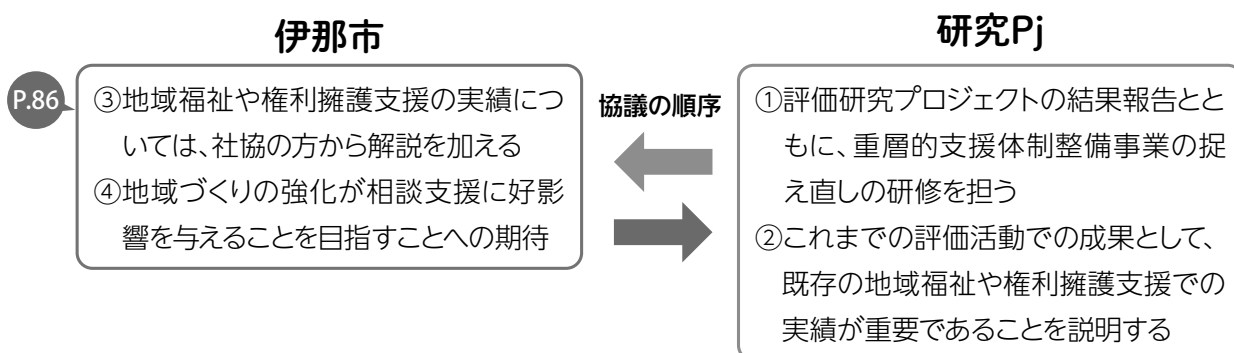 伊那市
P.86
③地域福祉や権利擁護支援の実績につ
いては、社協の方から解説を加える
④地域づくりの強化が相談支援に好影
響を与えることを目指すことへの期待
協議の順序
研究Pj
①評価研究プロジェクトの結果報告とと
もに、重層的支援体制整備事業の捉
え直しの研修を担う
②これまでの評価活動での成果として、
既存の地域福祉や権利擁護支援での
実績が重要であることを説明する